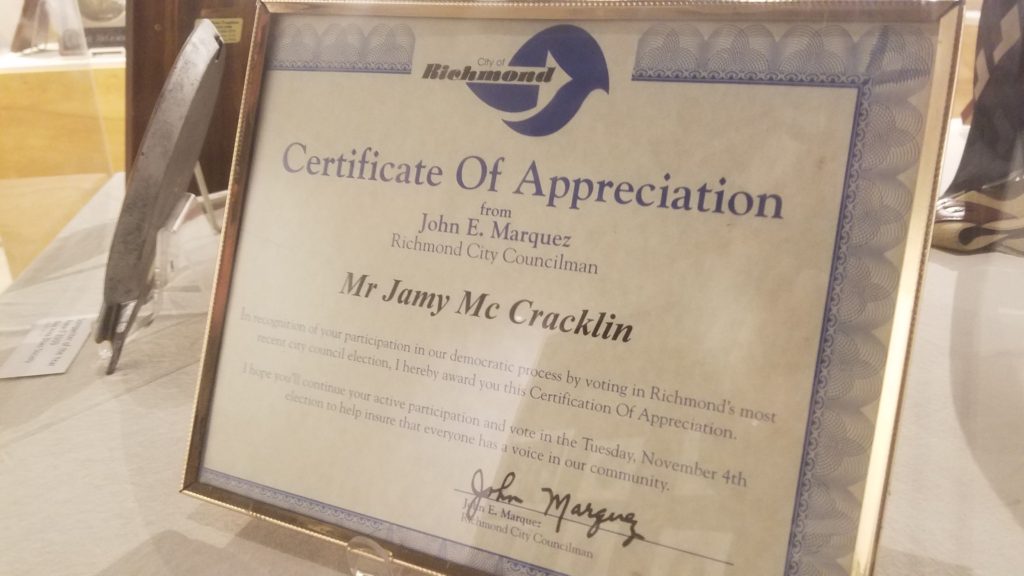 City of
Richmond
Certificate Of Appreciation
from
John E. Marquez
Richmond City Councilman
Mr Jamy Mc Cracklin
In recognition of your participation in our democratic process by voting in Richmond's most
recent city council election, I hereby award you this Certification Of Appreciation.
I hope you'll continue your active participation and vote in the Tuesday, November 4th
election to help insure that everyone has a voice in our community.
John Marquez
John E. Marquez
Richmond City Councilman